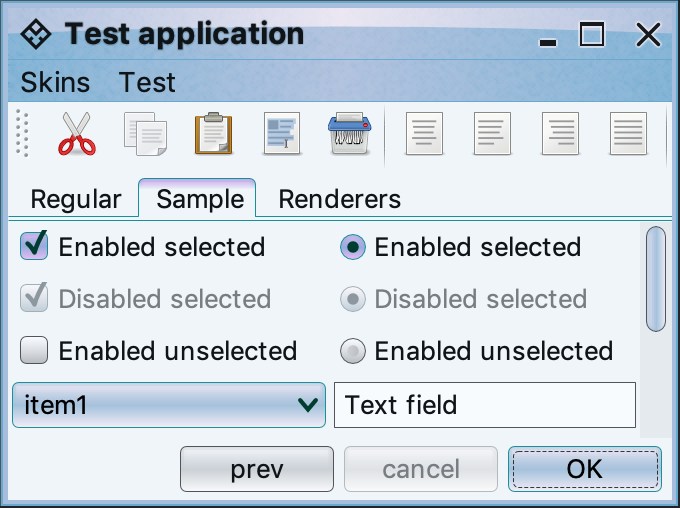 Test application
Skins Test
Regular Sample Renderers
Enabled selected Enabled selected
Disabled selected Disabled selected
Enabled unselected Enabled unselected
item1 Text field
prev cancel OK